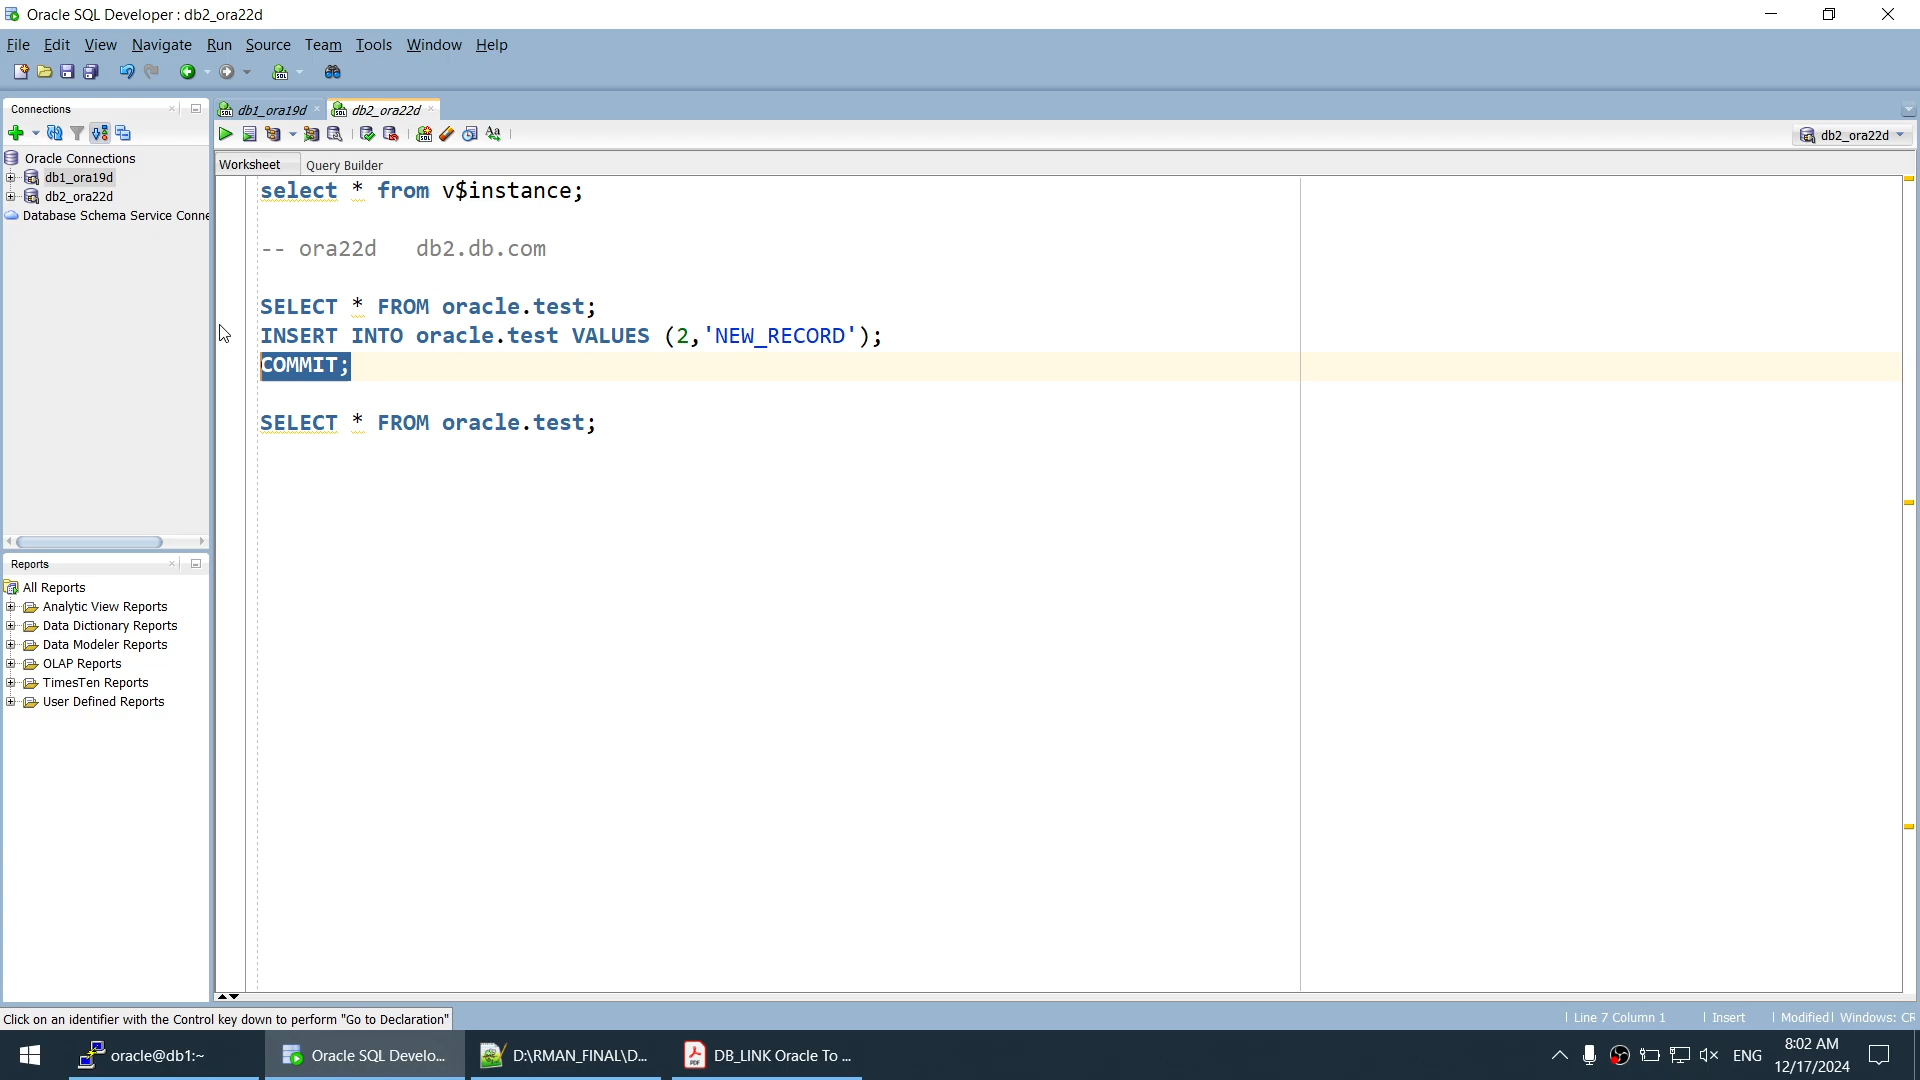 Oracle SQL Developer : db2_ora22d
File Edit View Navigate Run Source Team Tools Window Help
Connections
db1_ora19d
db2_ora22d
db2_ora22d
Oracle Connections
db1_ora19d
db2_ora22d
Database Schema Service Conne
Worksheet
Query Builder
select * from v$instance;
-- ora22d   db2.db.com
SELECT * FROM oracle.test;
INSERT INTO oracle.test VALUES (2,'NEW_RECORD');
COMMIT;
SELECT * FROM oracle.test;
Reports
All Reports
Analytic View Reports
Data Dictionary Reports
Data Modeler Reports
OLAP Reports
TimesTen Reports
User Defined Reports
Click on an identifier with the Control key down to perform "Go to Declaration"
Line 7 Column 1
Insert
Modified
Windows: CR
oracle@db1:~
Oracle SQL Develo...
D:\RMAN_FINAL\D...
DB_LINK Oracle To ...
ENG
8:02 AM
12/17/2024